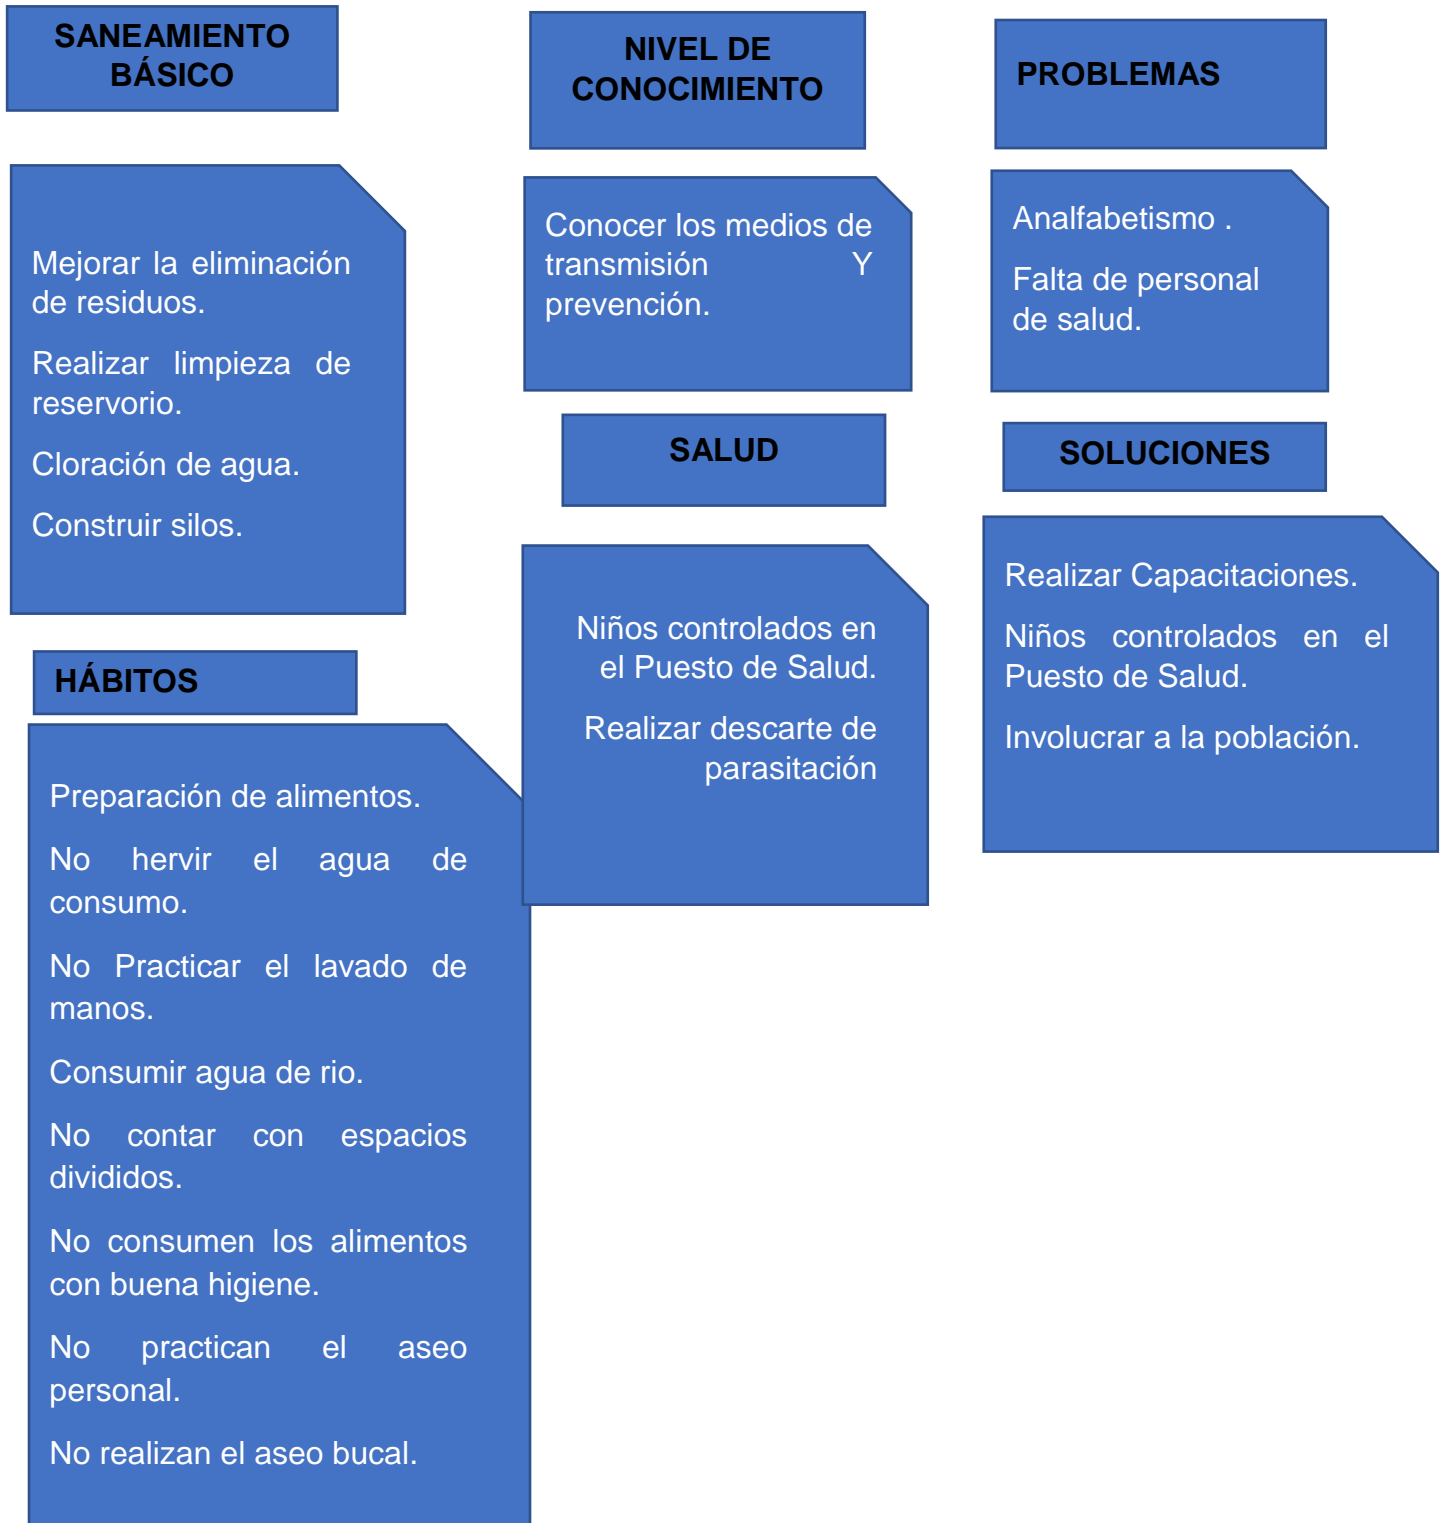 SANEAMIENTO
BÁSICO
Mejorar la eliminación
de residuos.
Realizar limpieza de
reservorio.
Cloración de agua.
Construir silos.
HÁBITOS
Preparación de alimentos.
No hervir el agua de
consumo.
No Practicar el lavado de
manos.
Consumir agua de rio.
No contar con espacios
divididos.
No consumen los alimentos
con buena higiene.
No practican el aseo
personal.
No realizan el aseo bucal.
NIVEL DE
CONOCIMIENTO
Conocer los medios de
transmisión Y
prevención.
SALUD
Niños controlados en
el Puesto de Salud.
Realizar descarte de
parasitación
PROBLEMAS
Analfabetismo .
Falta de personal
de salud.
SOLUCIONES
Realizar Capacitaciones.
Niños controlados en el
Puesto de Salud.
Involucrar a la población.